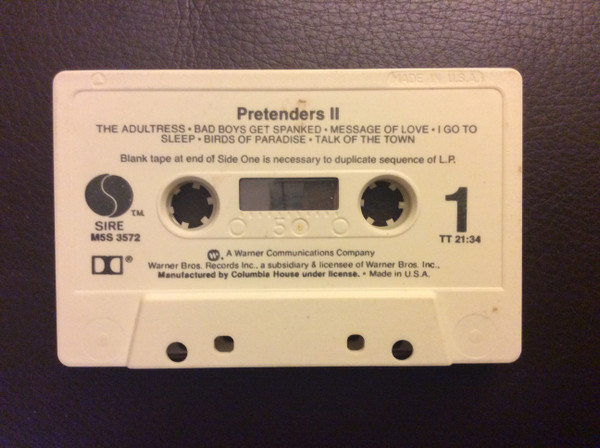 MADE IN U.S.A.
Pretenders II
THE ADULTRESS • BAD BOYS GET SPANKED • MESSAGE OF LOVE • I GO TO
SLEEP • BIRDS OF PARADISE • TALK OF THE TOWN
Blank tape at end of Side One is necessary to duplicate sequence of L.P.
S TM
SIRE
M5S 3572
50
1
TT 21:34
W. A Warner Communications Company
Warner Bros. Records Inc., a subsidiary & licensee of Warner Bros. Inc.,
Manufactured by Columbia House under license. • Made in U.S.A.